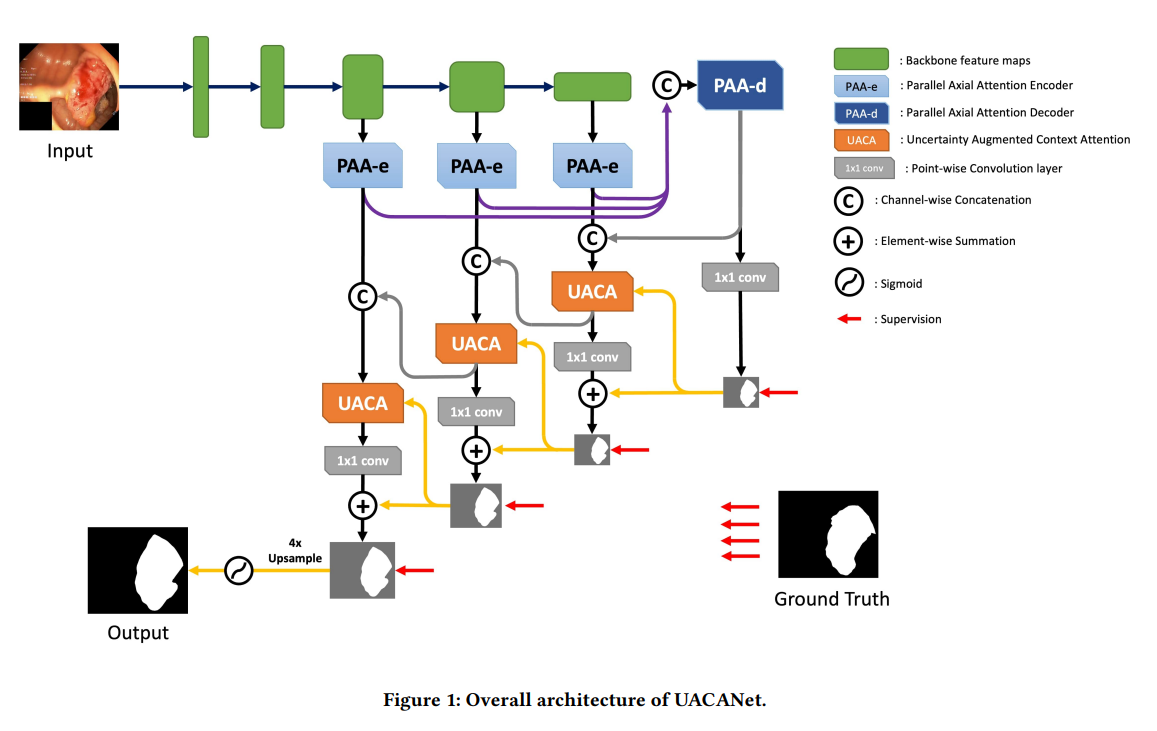 Input
PAA-e
PAA-e
PAA-e
C
PAA-d
C
C
C
UACA
UACA
UACA
1x1 conv
1x1 conv
1x1 conv
1x1 conv
+
+
+
4x
Upsample
Output
Ground Truth
: Backbone feature maps
PAA-e : Parallel Axial Attention Encoder
PAA-d : Parallel Axial Attention Decoder
UACA : Uncertainty Augmented Context Attention
1x1 conv : Point-wise Convolution layer
C : Channel-wise Concatenation
+ : Element-wise Summation
: Sigmoid
: Supervision
Figure 1: Overall architecture of UACANet.